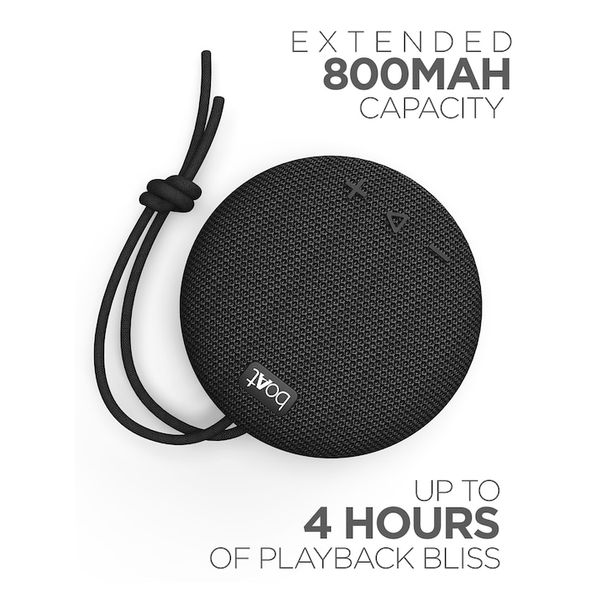 EXTENDED
800MAH
CAPACITY
boAt
UP TO
4 HOURS
OF PLAYBACK BLISS